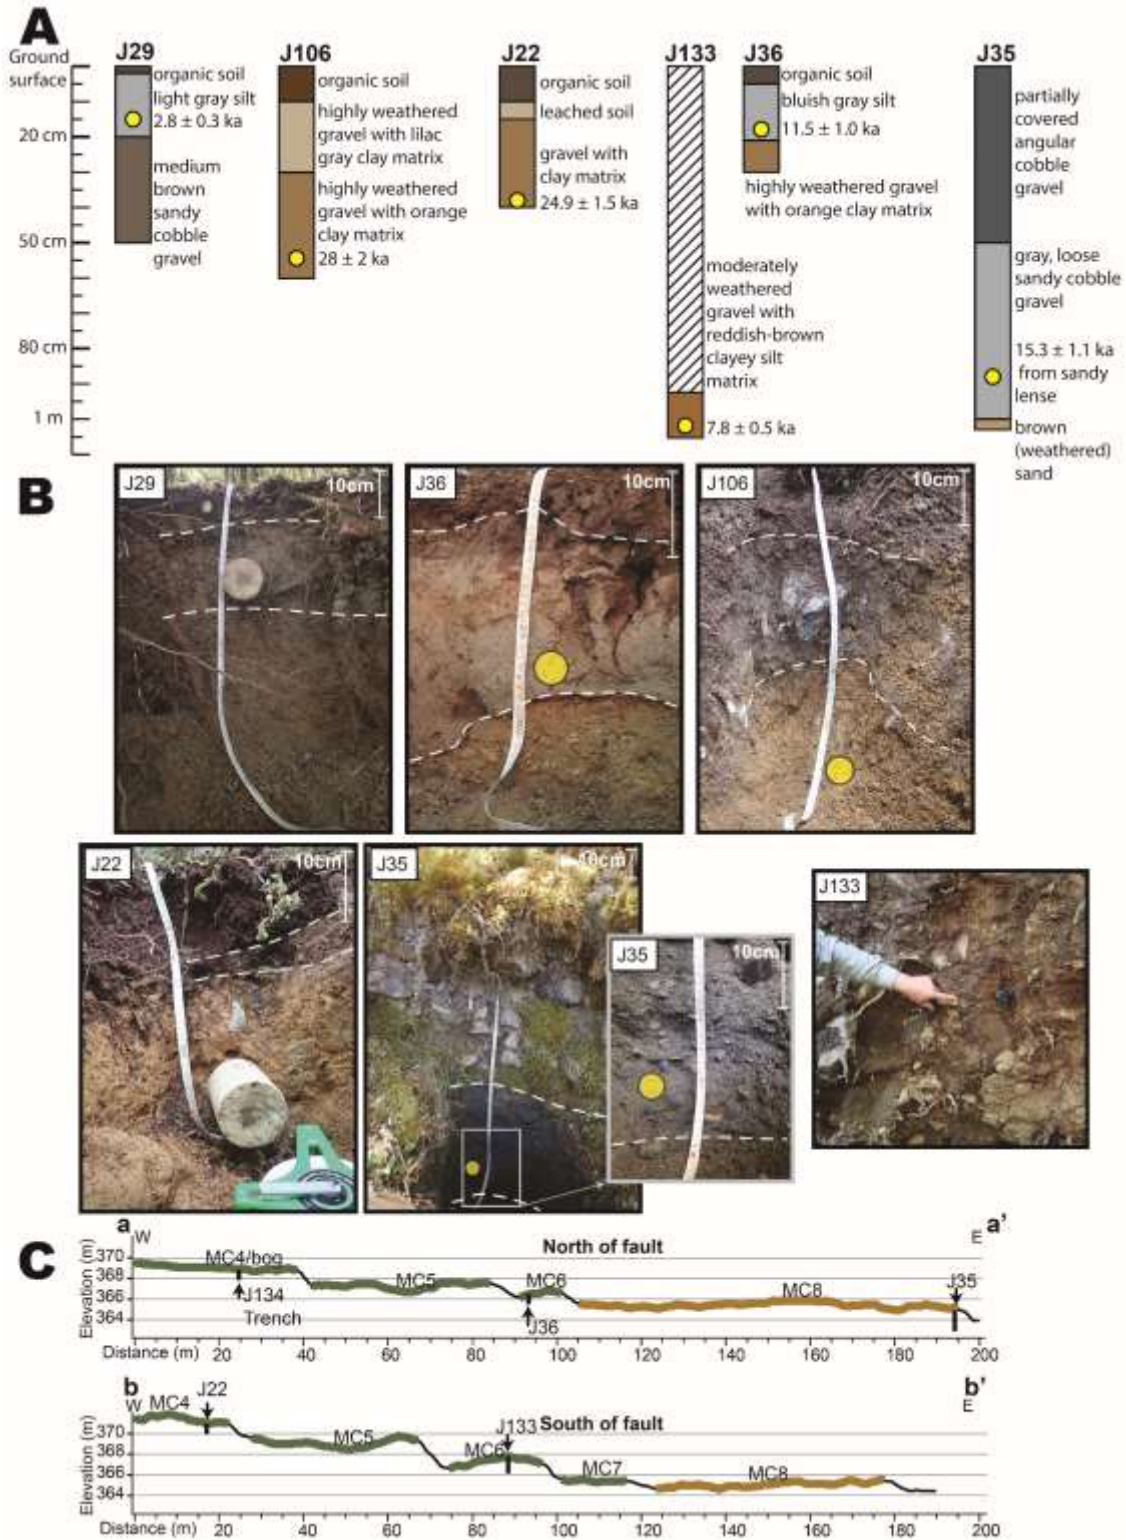 A
Ground
surface
20 cm
50 cm
80 cm
1 m
J29
organic soil
light gray silt
2.8 ± 0.3 ka
medium
brown
sandy
cobble
gravel
J106
organic soil
highly weathered
gravel with lilac
gray clay matrix
highly weathered
gravel with orange
clay matrix
28 ± 2 ka
J22
organic soil
leached soil
gravel with
clay matrix
24.9 ± 1.5 ka
J133
moderately
weathered
gravel with
reddish-brown
clayey silt
matrix
7.8 ± 0.5 ka
J36
organic soil
bluish gray silt
11.5 ± 1.0 ka
highly weathered gravel
with orange clay matrix
J35
partially
covered
angular
cobble
gravel
gray, loose
sandy cobble
gravel
15.3 ± 1.1 ka
from sandy
lense
brown
(weathered)
sand
B
J29
10cm
J36
10cm
J106
10cm
J22
10cm
J35
10cm
J35
10cm
J133
C
a
W
North of fault
E
a'
Elevation (m)
370
368
366
364
MC4/bog
MC5
MC6
MC8
J35
J134
Trench
J36
Distance (m) 20 40 60 80 100 120 140 160 180 200
b
W
MC4
J22
J133
South of fault
b'
E
Elevation (m)
370
368
366
364
MC5
MC6
MC7
MC8
Distance (m) 20 40 60 80 100 120 140 160 180 200